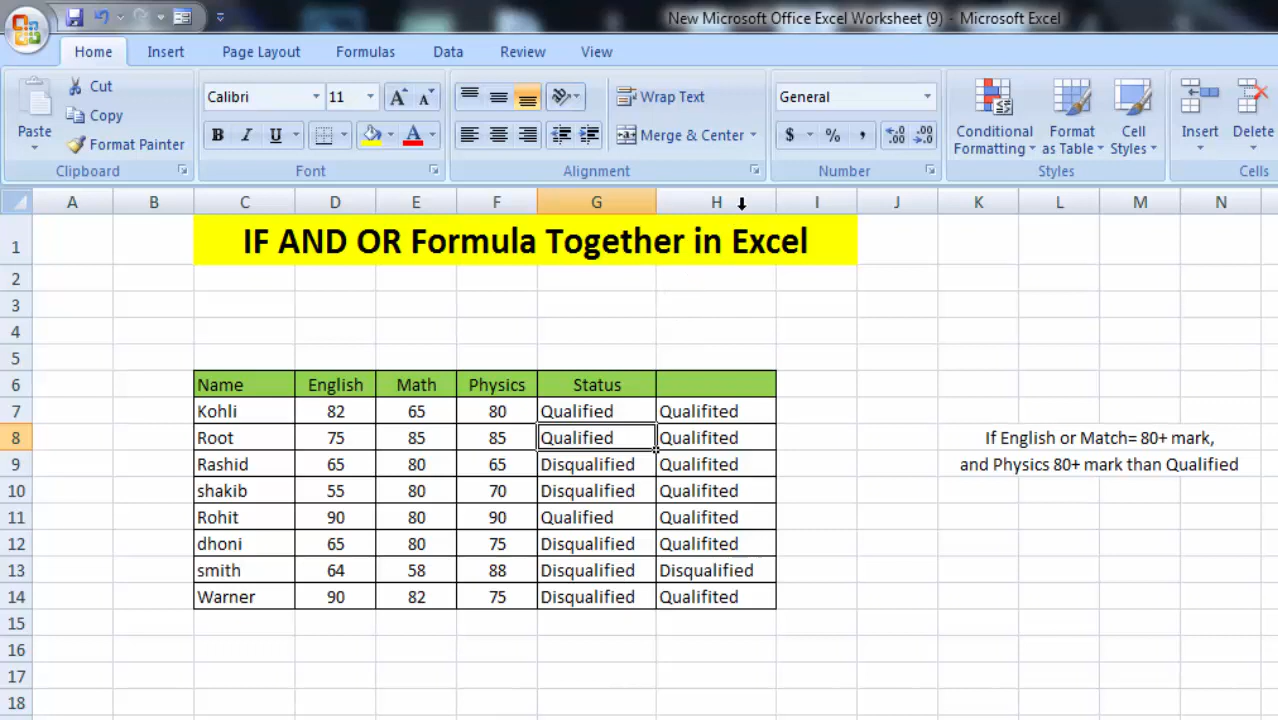 New Microsoft Office Excel Worksheet (9) - Microsoft Excel
Home Insert Page Layout Formulas Data Review View
Paste
Cut
Copy
Format Painter
Clipboard
Calibri 11 A A
B I U A
Font
Wrap Text
Merge & Center
Alignment
General
$ % , .0 .00 .00 .0
Number
Conditional Formatting
Format as Table
Cell Styles
Styles
Insert
Delete
Cells
A B C D E F G H I J K L M N
1 IF AND OR Formula Together in Excel
2
3
4
5
6 Name English Math Physics Status
7 Kohli 82 65 80 Qualified Qualifited
8 Root 75 85 85 Qualified Qualifited If English or Match= 80+ mark,
9 Rashid 65 80 65 Disqualified Qualifited and Physics 80+ mark than Qualified
10 shakib 55 80 70 Disqualified Qualifited
11 Rohit 90 80 90 Qualified Qualifited
12 dhoni 65 80 75 Disqualified Qualifited
13 smith 64 58 88 Disqualified Disqualified
14 Warner 90 82 75 Disqualified Qualifited
15
16
17
18